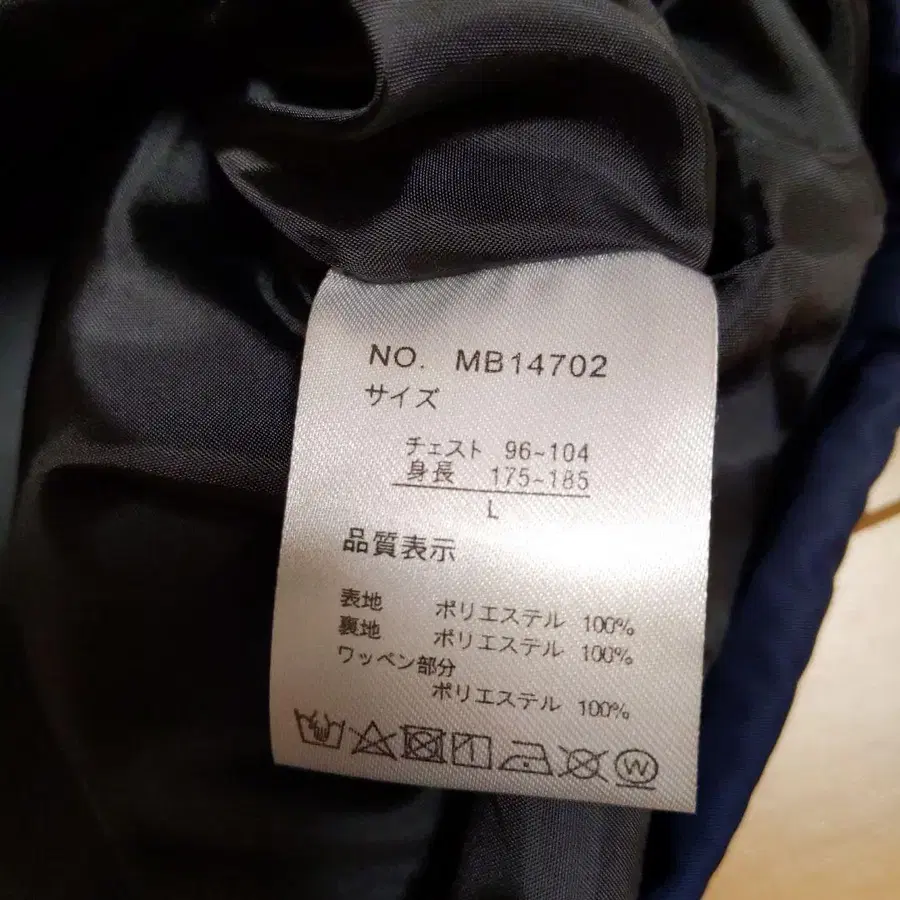 NO. MB14702
サイズ
チェスト 96~104
身長 175~185
L
品質表示
表地 ポリエステル 100%
裏地 ポリエステル 100%
ワッペン部分
ポリエステル 100%
W